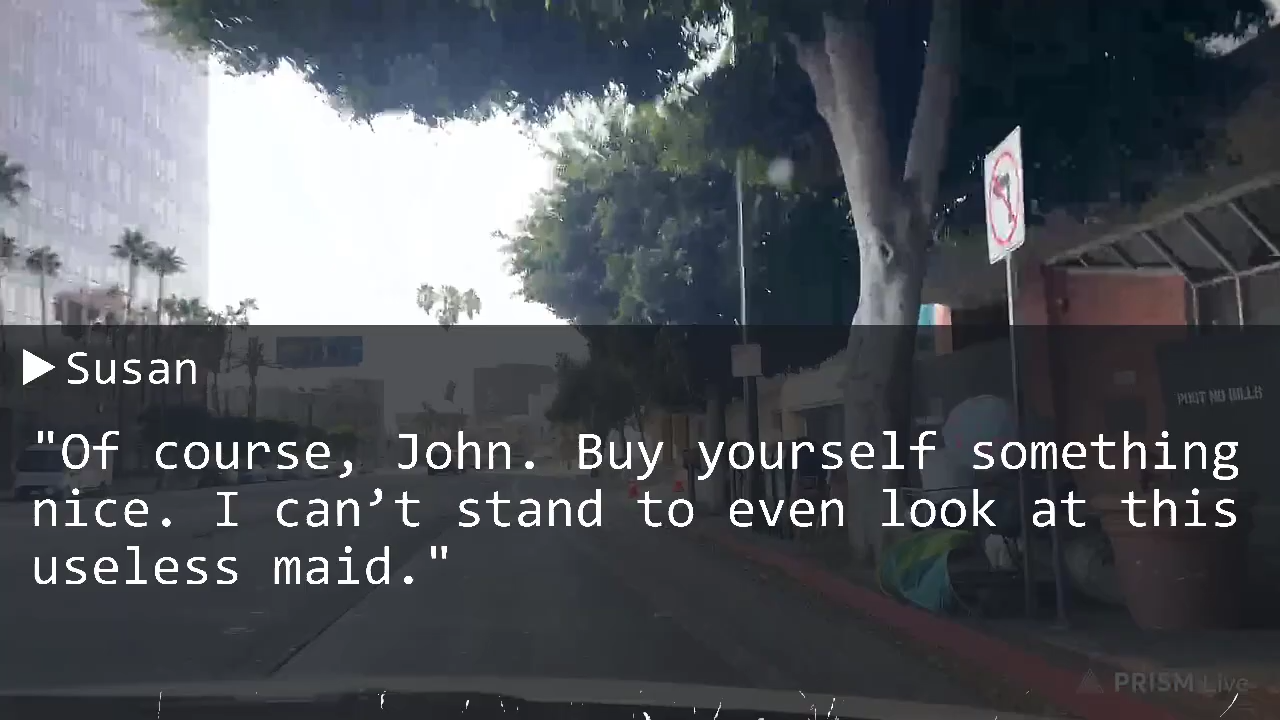 POST NO BILLS
Susan
"Of course, John. Buy yourself something
nice. I can’t stand to even look at this
useless maid."
PRISM Live